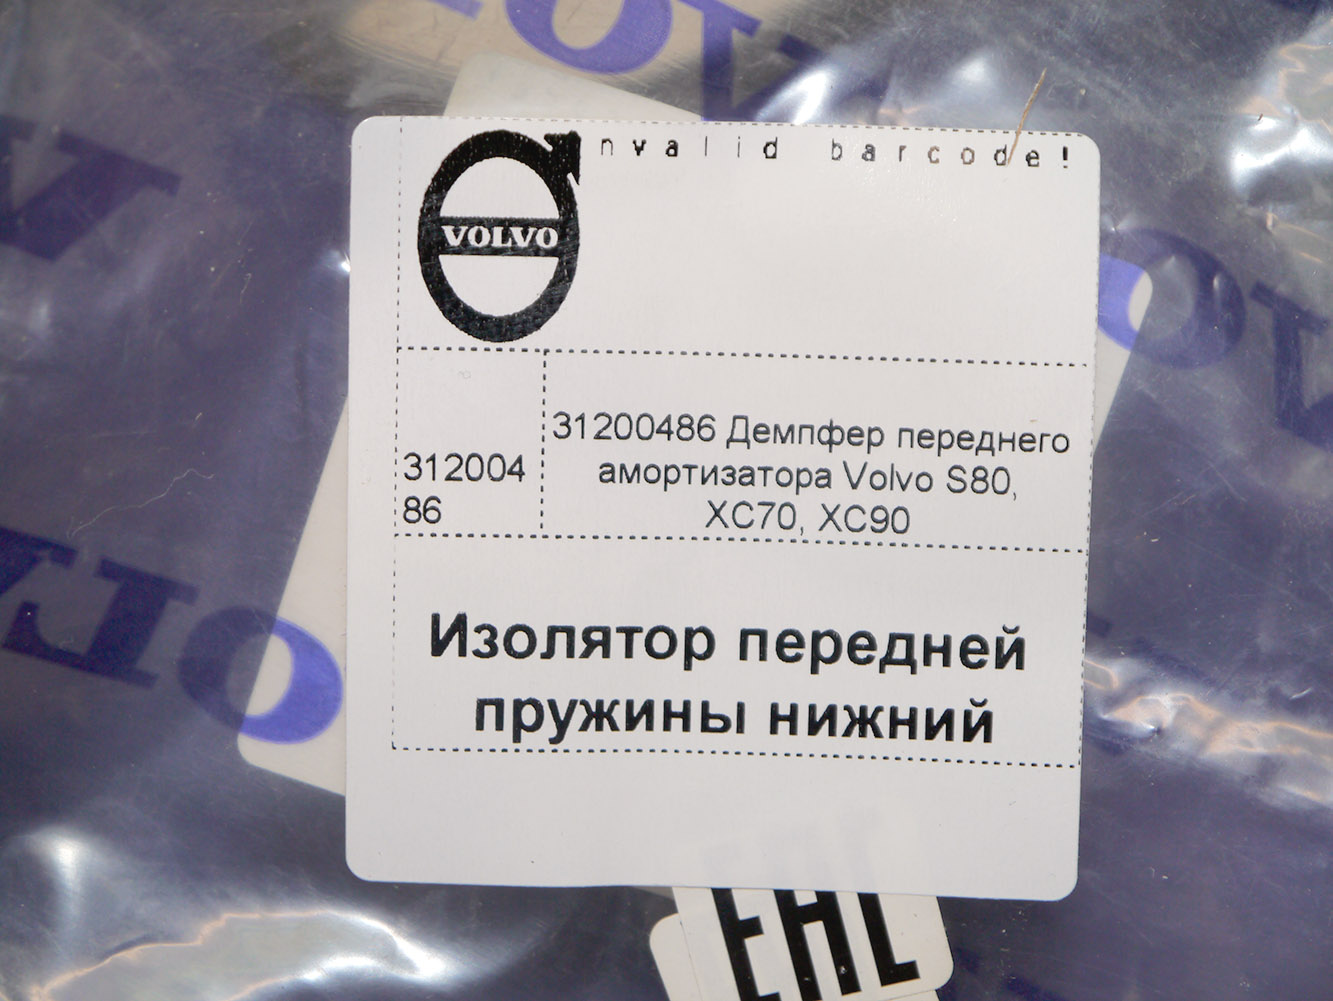 nvalid barcode!
VOLVO
31200486 Демпфер переднего
амортизатора Volvo S80,
XC70, XC90
312004
86
Изолятор передней
пружины нижний
EAC